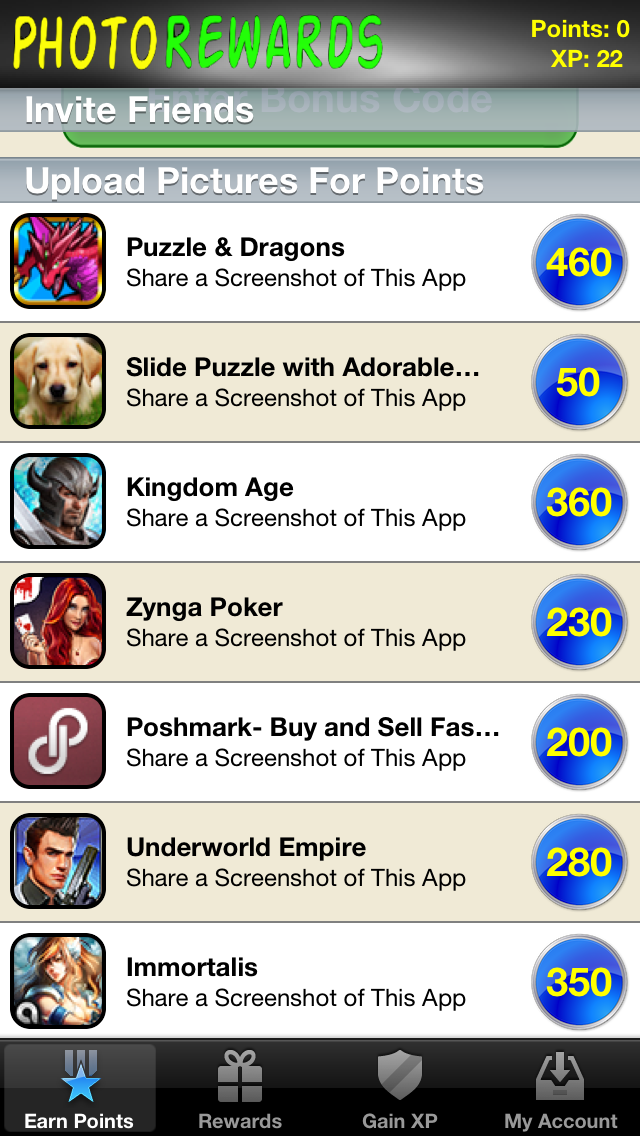 PHOTOREWARDS
Points: 0
XP: 22
Enter Bonus Code
Invite Friends
Upload Pictures For Points
Puzzle & Dragons
Share a Screenshot of This App
460
Slide Puzzle with Adorable...
Share a Screenshot of This App
50
Kingdom Age
Share a Screenshot of This App
360
Zynga Poker
Share a Screenshot of This App
230
Poshmark- Buy and Sell Fas...
Share a Screenshot of This App
200
Underworld Empire
Share a Screenshot of This App
280
Immortalis
Share a Screenshot of This App
350
Earn Points
Rewards
Gain XP
My Account